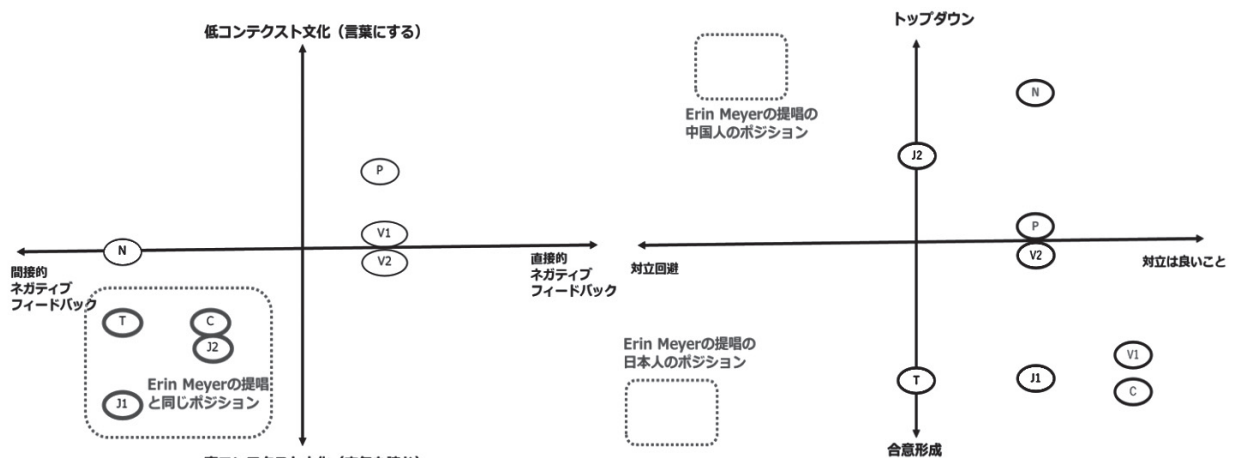 低コンテクスト文化（言葉にする）
P
V1
V2
N
間接的
ネガティブ
フィードバック
直接的
ネガティブ
フィードバック
T
C
J2
J1
Erin Meyerの提唱
と同じポジション
トップダウン
Erin Meyerの提唱の
中国人のポジション
N
J2
P
V2
対立回避
対立は良いこと
Erin Meyerの提唱の
日本人のポジション
T
J1
V1
C
合意形成